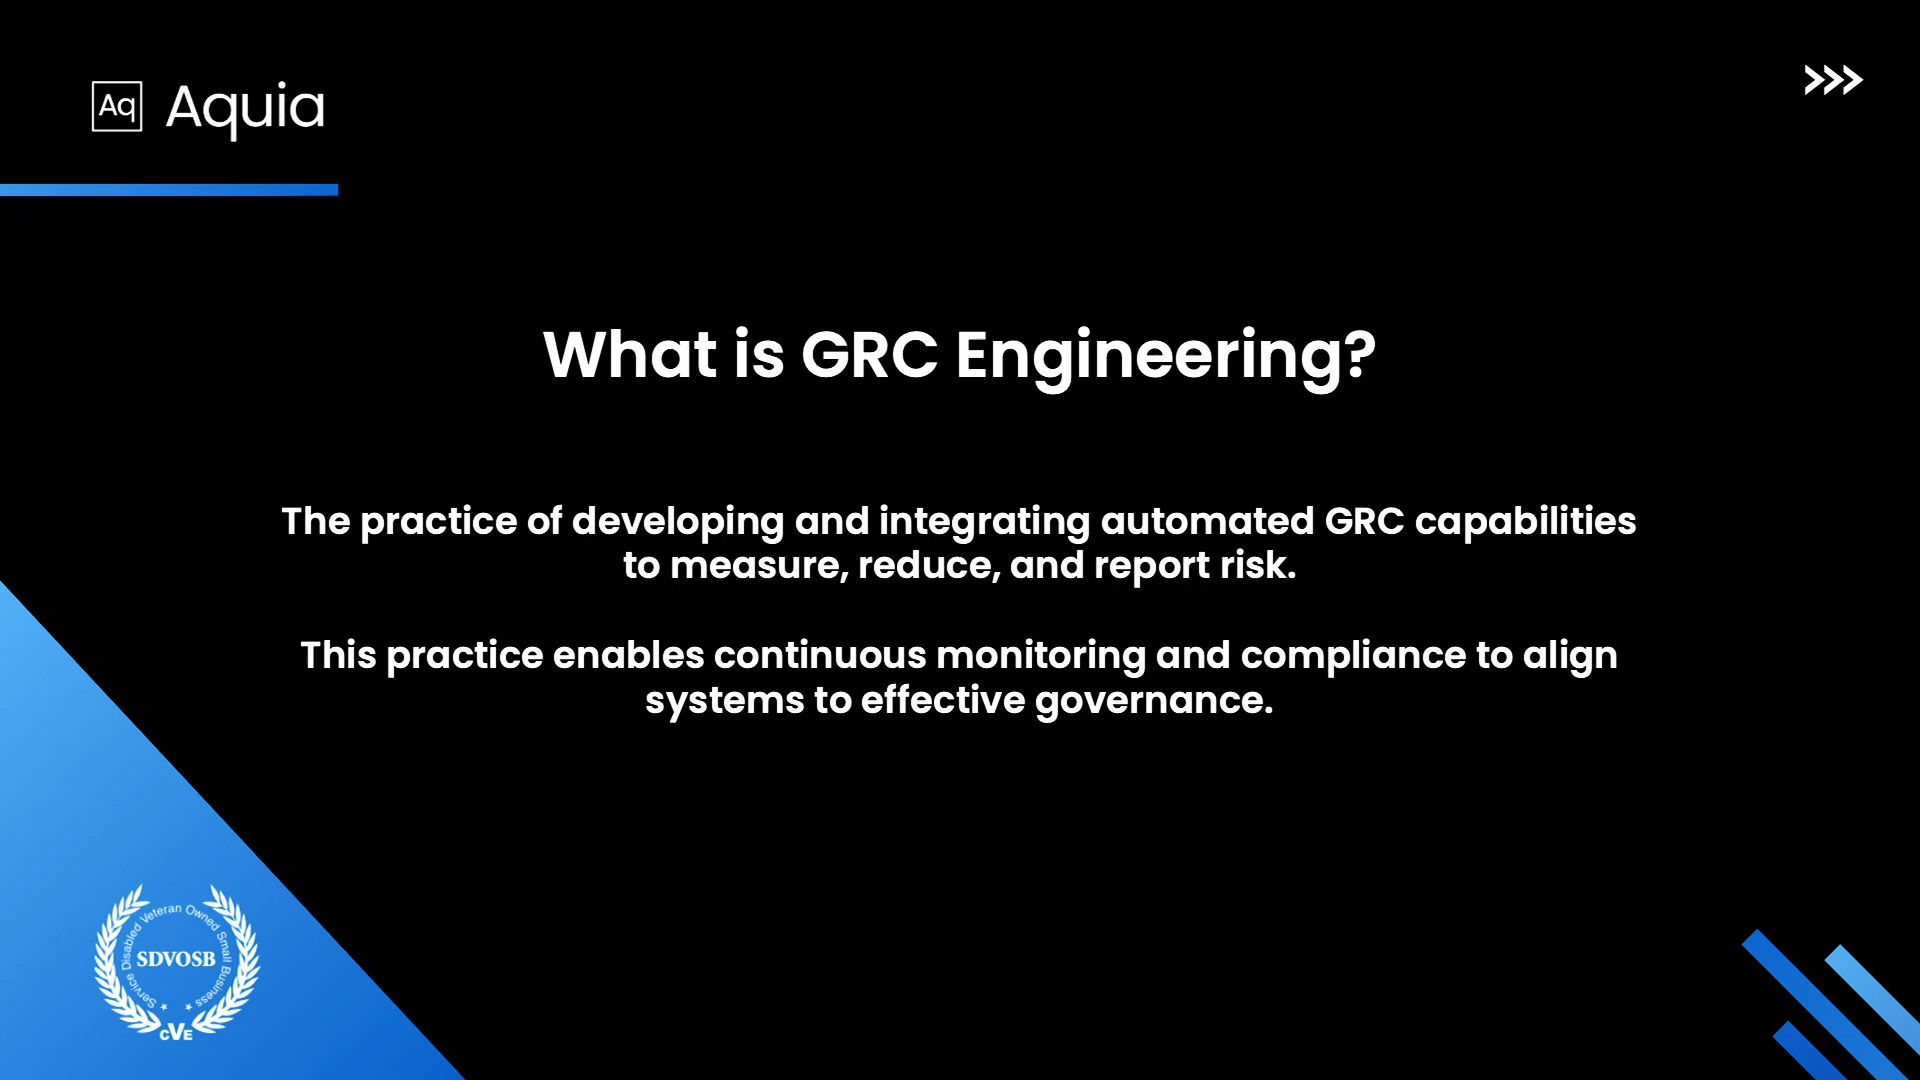 Aq Aquia
What is GRC Engineering?
The practice of developing and integrating automated GRC capabilities
to measure, reduce, and report risk.
This practice enables continuous monitoring and compliance to align
systems to effective governance.
Service Disabled Veteran Owned Small Business
SDVOSB
CVE